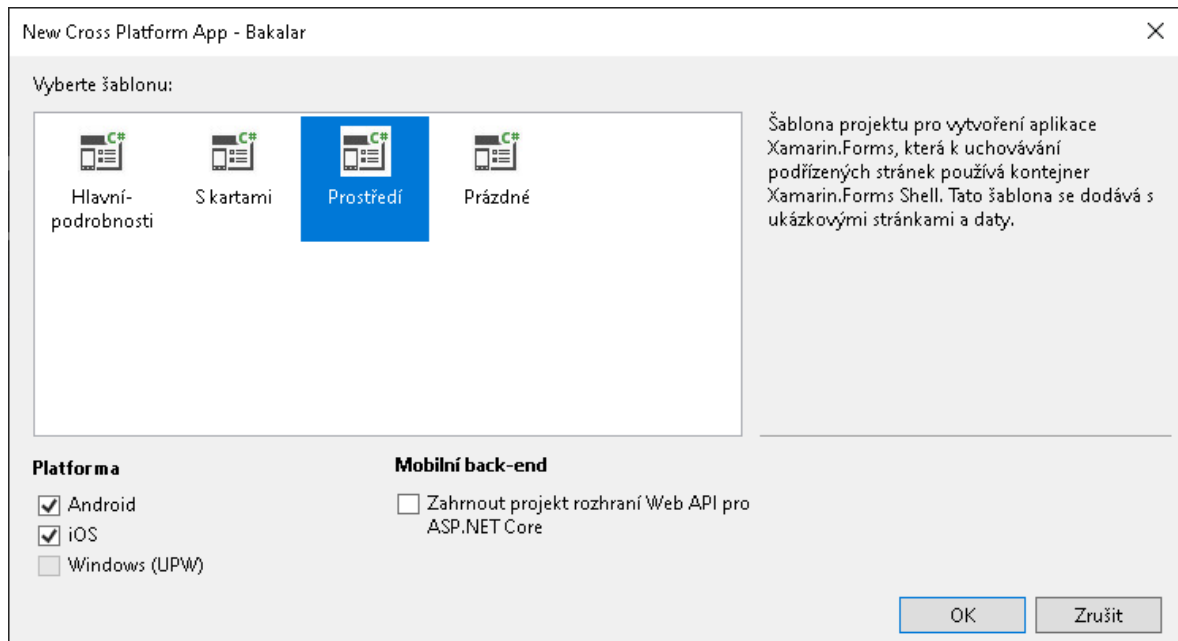 New Cross Platform App - Bakalar
Vyberte šablonu:
C#
Hlavní-
podrobnosti
C#
S kartami
C#
Prostředí
C#
Prázdné
Šablona projektu pro vytvoření aplikace
Xamarin.Forms, která k uchovávání
podřízených stránek používá kontejner
Xamarin.Forms Shell. Tato šablona se dodává s
ukázkovými stránkami a daty.
Platforma
Android
iOS
Windows (UPW)
Mobilní back-end
Zahrnout projekt rozhraní Web API pro
ASP.NET Core
OK
Zrušit